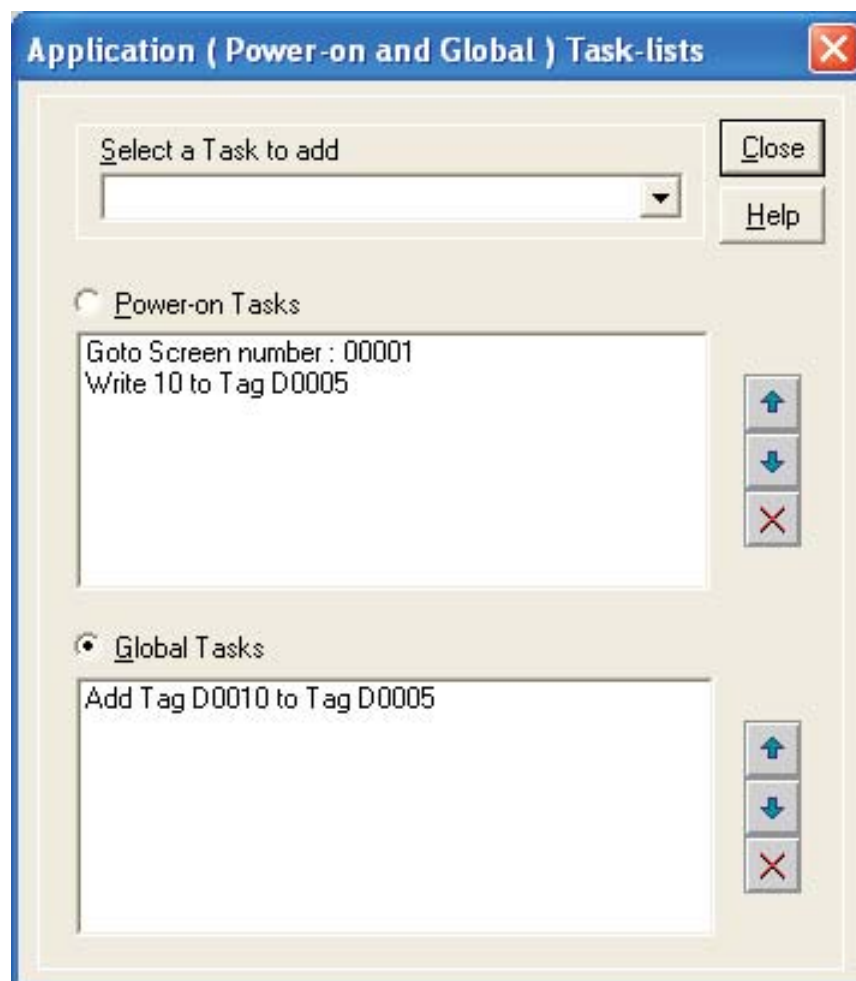 Application ( Power-on and Global ) Task-lists
Select a Task to add
Close
Help
Power-on Tasks
Goto Screen number : 00001
Write 10 to Tag D0005
Global Tasks
Add Tag D0010 to Tag D0005